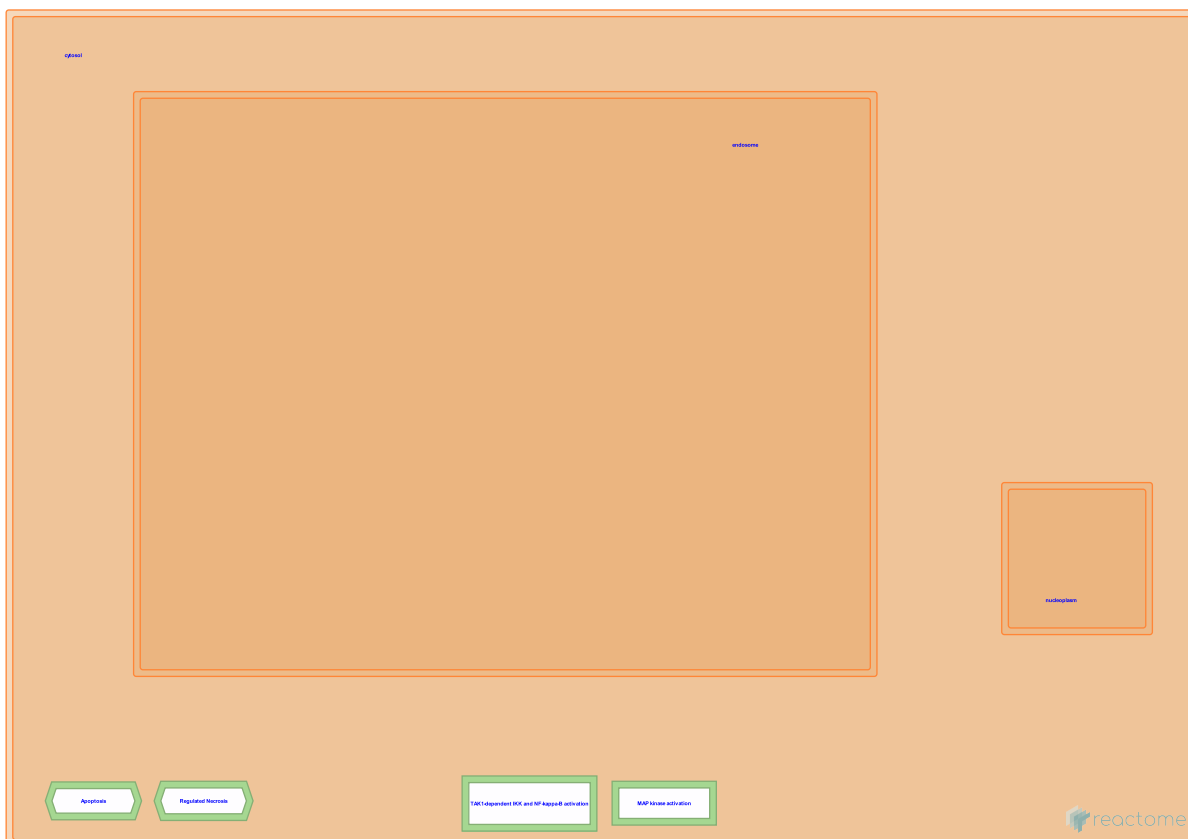 cytosol
endosome
nucleoplasm
Apoptosis
Regulated Necrosis
TAK1-dependent IKK and NF-kappa-B activation
MAP kinase activation
reactome